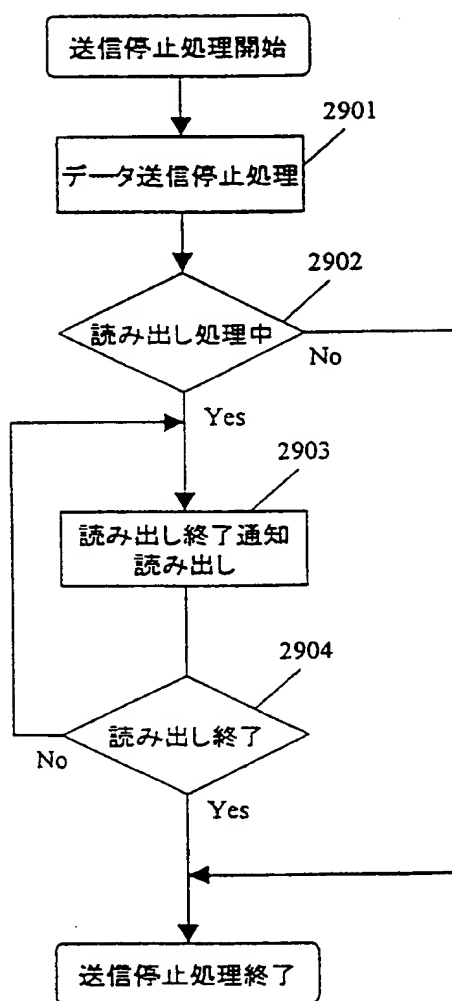 送信停止処理開始
2901
データ送信停止処理
2902
読み出し処理中
No
Yes
2903
読み出し終了通知
読み出し
2904
読み出し終了
No
Yes
送信停止処理終了